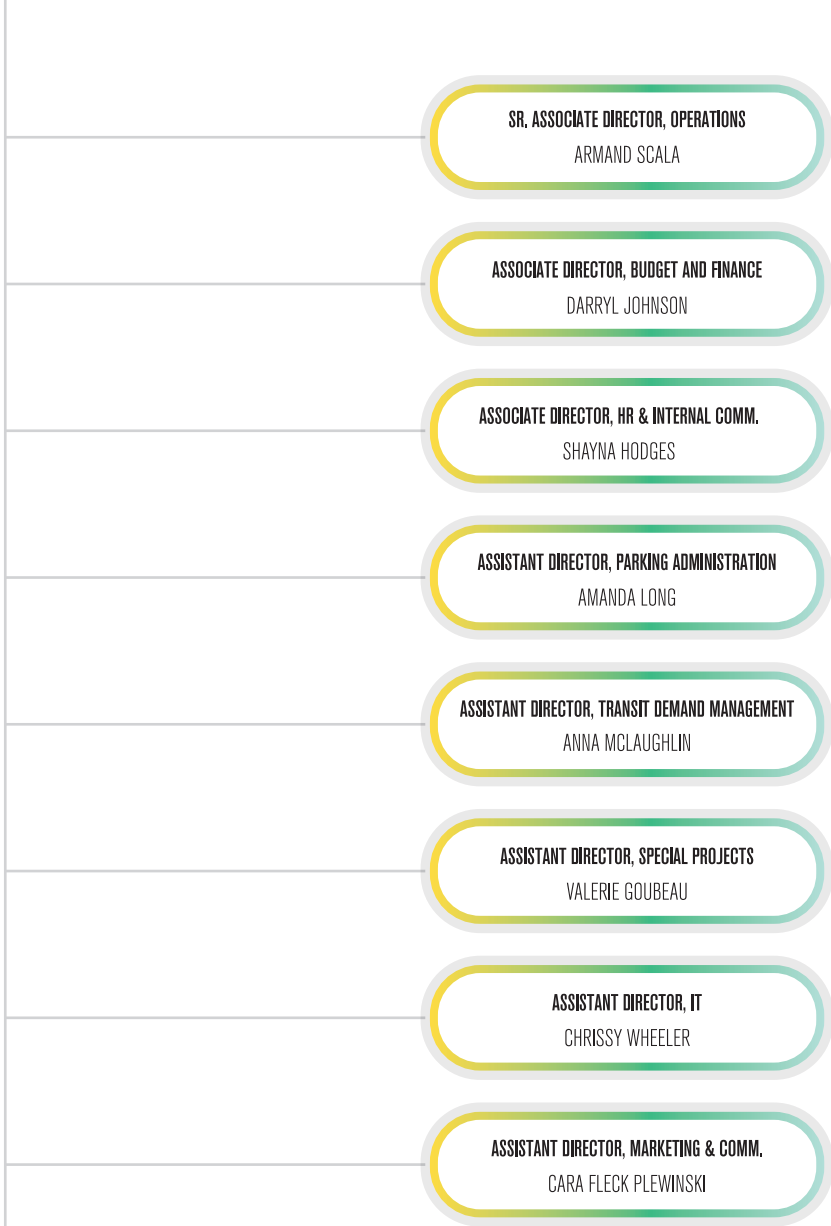 SR. ASSOCIATE DIRECTOR, OPERATIONS
ARMAND SCALA
ASSOCIATE DIRECTOR, BUDGET AND FINANCE
DARRYL JOHNSON
ASSOCIATE DIRECTOR, HR & INTERNAL COMM.
SHAYNA HODGES
ASSISTANT DIRECTOR, PARKING ADMINISTRATION
AMANDA LONG
ASSISTANT DIRECTOR, TRANSIT DEMAND MANAGEMENT
ANNA MCLAUGHLIN
ASSISTANT DIRECTOR, SPECIAL PROJECTS
VALERIE GOUBEAU
ASSISTANT DIRECTOR, IT
CHRISSY WHEELER
ASSISTANT DIRECTOR, MARKETING & COMM.
CARA FLECK PLEWINSKI